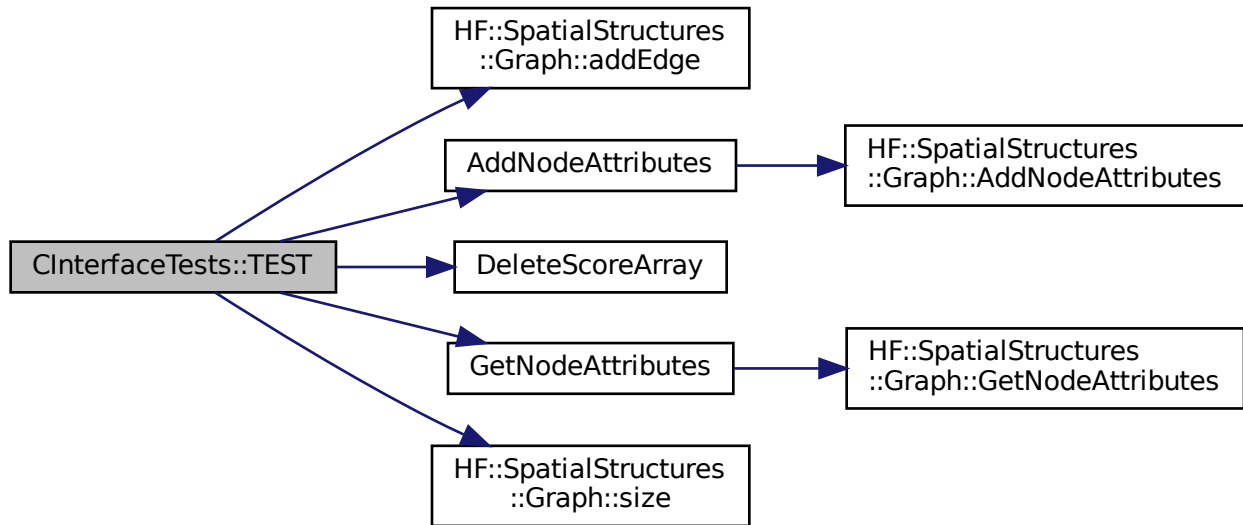 HF::SpatialStructures
::Graph::addEdge
AddNodeAttributes
HF::SpatialStructures
::Graph::AddNodeAttributes
CInterfaceTests::TEST
DeleteScoreArray
GetNodeAttributes
HF::SpatialStructures
::Graph::GetNodeAttributes
HF::SpatialStructures
::Graph::size